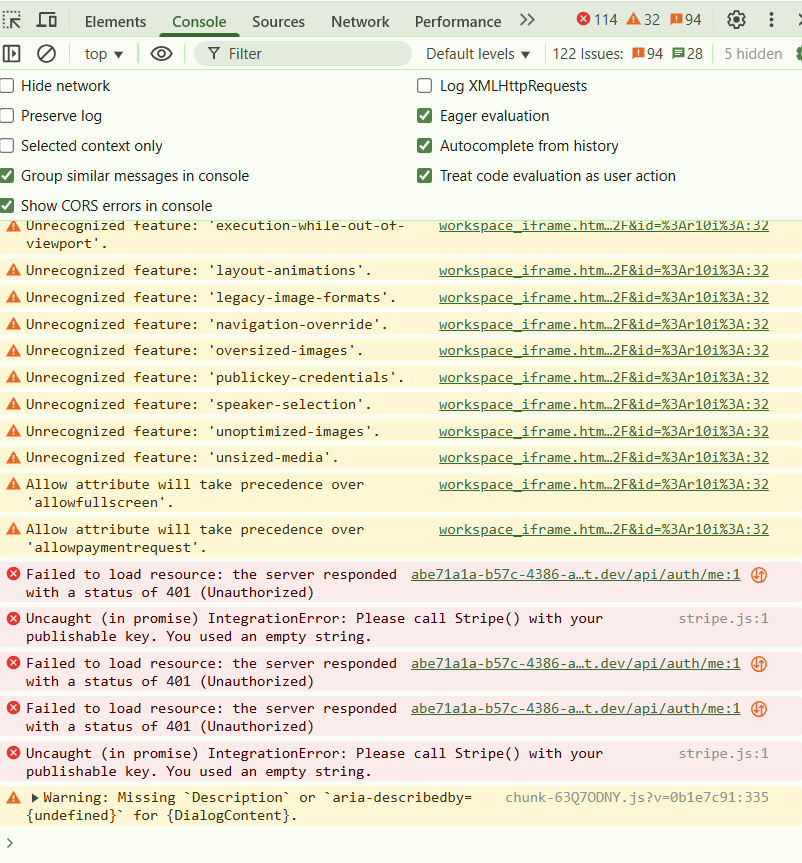 Elements Console Sources Network Performance 114 32 94
top Filter Default levels 122 Issues: 94 28 5 hidden
Hide network Log XMLHttpRequests
Preserve log Eager evaluation
Selected context only Autocomplete from history
Group similar messages in console Treat code evaluation as user action
Show CORS errors in console
Unrecognized feature: 'execution-while-out-of- workspace_iframe.htm…2F&id=%3Ar10i%3A:32
viewport'.
Unrecognized feature: 'layout-animations'. workspace_iframe.htm…2F&id=%3Ar10i%3A:32
Unrecognized feature: 'legacy-image-formats'. workspace_iframe.htm…2F&id=%3Ar10i%3A:32
Unrecognized feature: 'navigation-override'. workspace_iframe.htm…2F&id=%3Ar10i%3A:32
Unrecognized feature: 'oversized-images'. workspace_iframe.htm…2F&id=%3Ar10i%3A:32
Unrecognized feature: 'publickey-credentials'. workspace_iframe.htm…2F&id=%3Ar10i%3A:32
Unrecognized feature: 'speaker-selection'. workspace_iframe.htm…2F&id=%3Ar10i%3A:32
Unrecognized feature: 'unoptimized-images'. workspace_iframe.htm…2F&id=%3Ar10i%3A:32
Unrecognized feature: 'unsized-media'. workspace_iframe.htm…2F&id=%3Ar10i%3A:32
Allow attribute will take precedence over workspace_iframe.htm…2F&id=%3Ar10i%3A:32
'allowfullscreen'.
Allow attribute will take precedence over workspace_iframe.htm…2F&id=%3Ar10i%3A:32
'allowpaymentrequest'.
Failed to load resource: the server responded abe71a1a-b57c-4386-a…t.dev/api/auth/me:1
with a status of 401 (Unauthorized)
Uncaught (in promise) IntegrationError: Please call Stripe() with your stripe.js:1
publishable key. You used an empty string.
Failed to load resource: the server responded abe71a1a-b57c-4386-a…t.dev/api/auth/me:1
with a status of 401 (Unauthorized)
Failed to load resource: the server responded abe71a1a-b57c-4386-a…t.dev/api/auth/me:1
with a status of 401 (Unauthorized)
Uncaught (in promise) IntegrationError: Please call Stripe() with your stripe.js:1
publishable key. You used an empty string.
Warning: Missing `Description` or `aria-describedby= chunk-63Q7ODNY.js?v=0b1e7c91:335
{undefined}` for {DialogContent}.